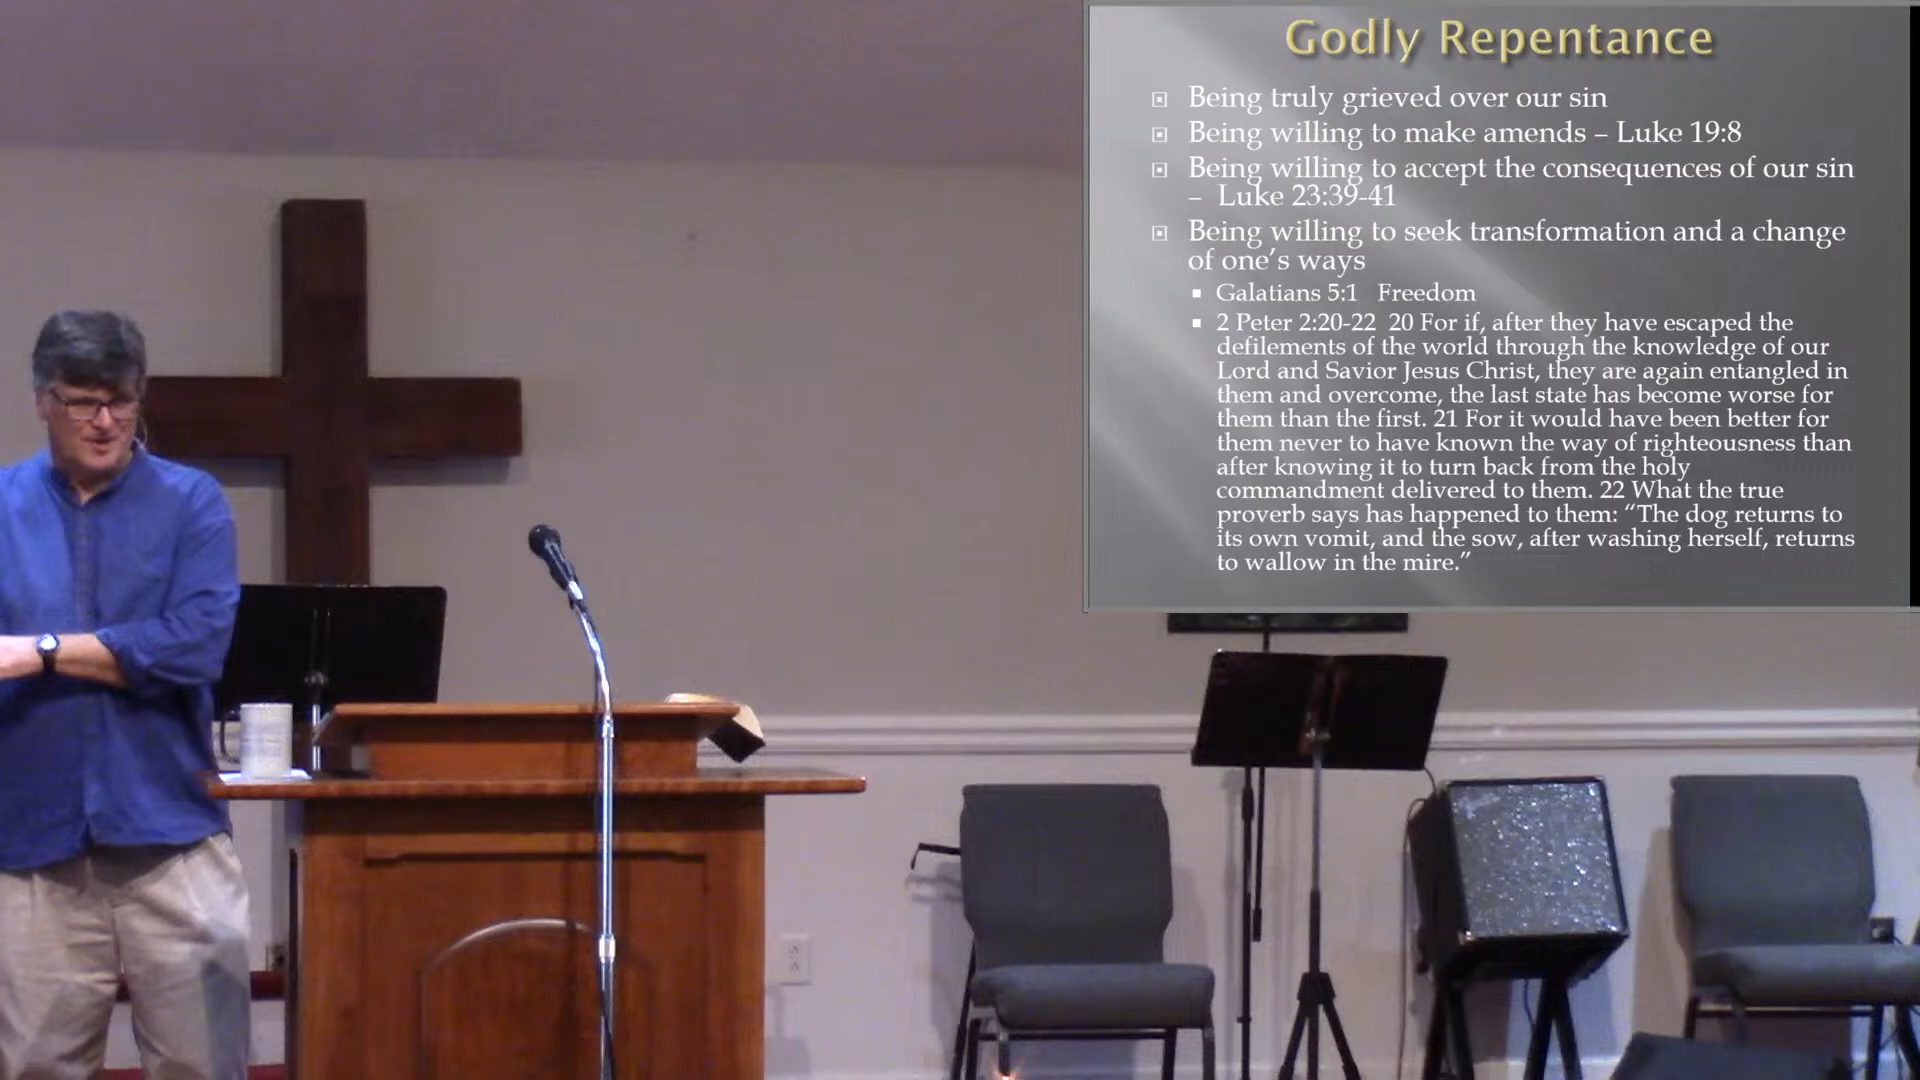 Godly Repentance
Being truly grieved over our sin
Being willing to make amends – Luke 19:8
Being willing to accept the consequences of our sin
– Luke 23:39-41
Being willing to seek transformation and a change
of one’s ways
Galatians 5:1 Freedom
2 Peter 2:20-22 20 For if, after they have escaped the
defilements of the world through the knowledge of our
Lord and Savior Jesus Christ, they are again entangled in
them and overcome, the last state has become worse for
them than the first. 21 For it would have been better for
them never to have known the way of righteousness than
after knowing it to turn back from the holy
commandment delivered to them. 22 What the true
proverb says has happened to them: “The dog returns to
its own vomit, and the sow, after washing herself, returns
to wallow in the mire.”